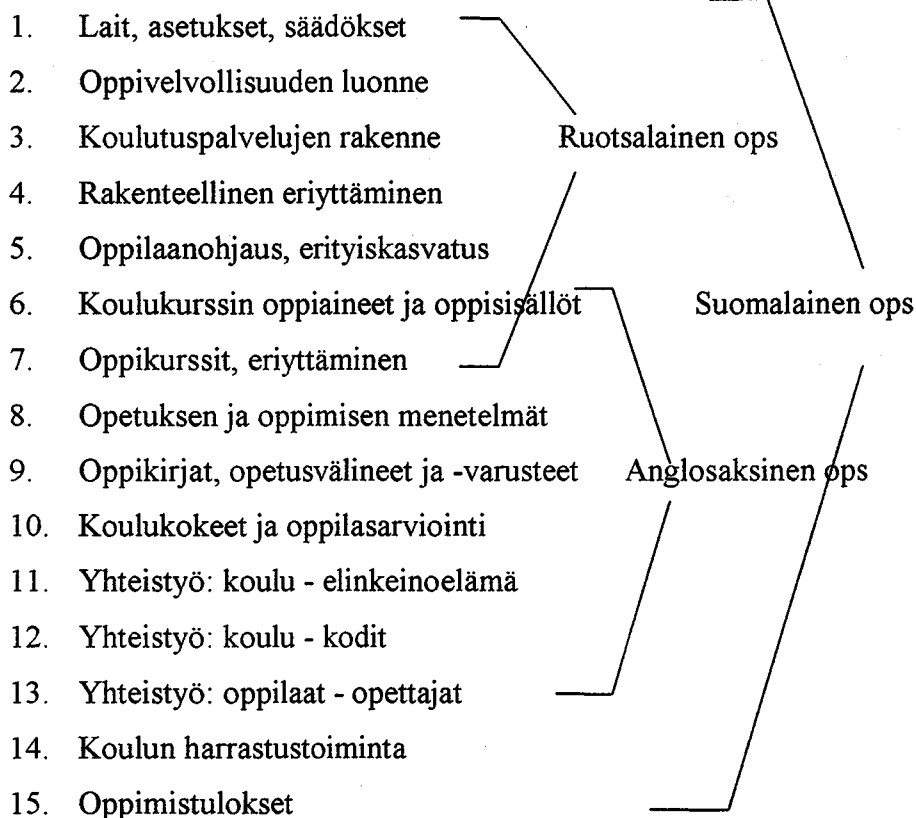 1. Lait, asetukset, säädökset
2. Oppivelvollisuuden luonne
3. Koulutuspalvelujen rakenne Ruotsalainen ops
4. Rakenteellinen eriyttäminen
5. Oppilaanohjaus, erityiskasvatus
6. Koulukurssin oppiaineet ja oppisisällöt Suomalainen ops
7. Oppikurssit, eriyttäminen
8. Opetuksen ja oppimisen menetelmät
9. Oppikirjat, opetusvälineet ja -varusteet Anglosaksinen ops
10. Koulukokeet ja oppilasarviointi
11. Yhteistyö: koulu - elinkeinoelämä
12. Yhteistyö: koulu - kodit
13. Yhteistyö: oppilaat - opettajat
14. Koulun harrastustoiminta
15. Oppimistulokset